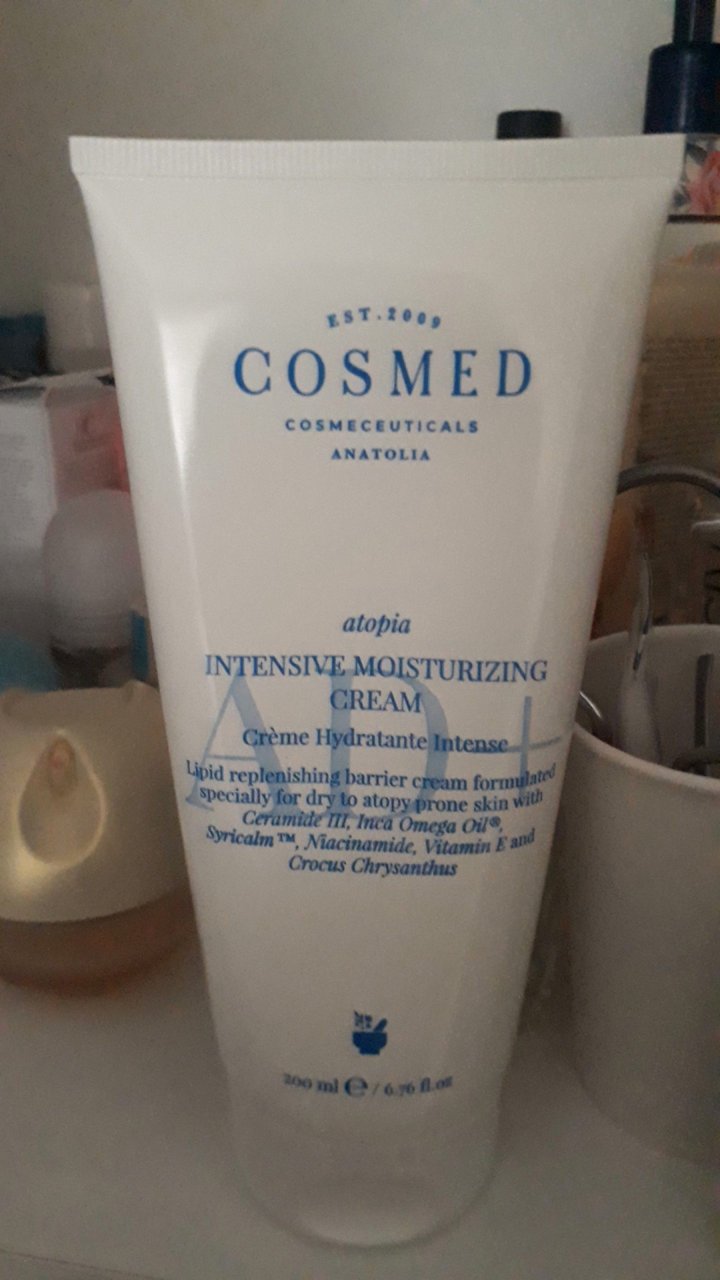 EST.2009
COSMED
COSMECEUTICALS
ANATOLIA
atopia
INTENSIVE MOISTURIZING
CREAM
AD+
Crème Hydratante Intense
Lipid replenishing barrier cream formulated
specially for dry to atopy prone skin with
Ceramide III, Inca Omega Oil®,
Syricalm™, Niacinamide, Vitamin E and
Crocus Chrysanthus
200 ml ℮ / 6.76 fl.oz